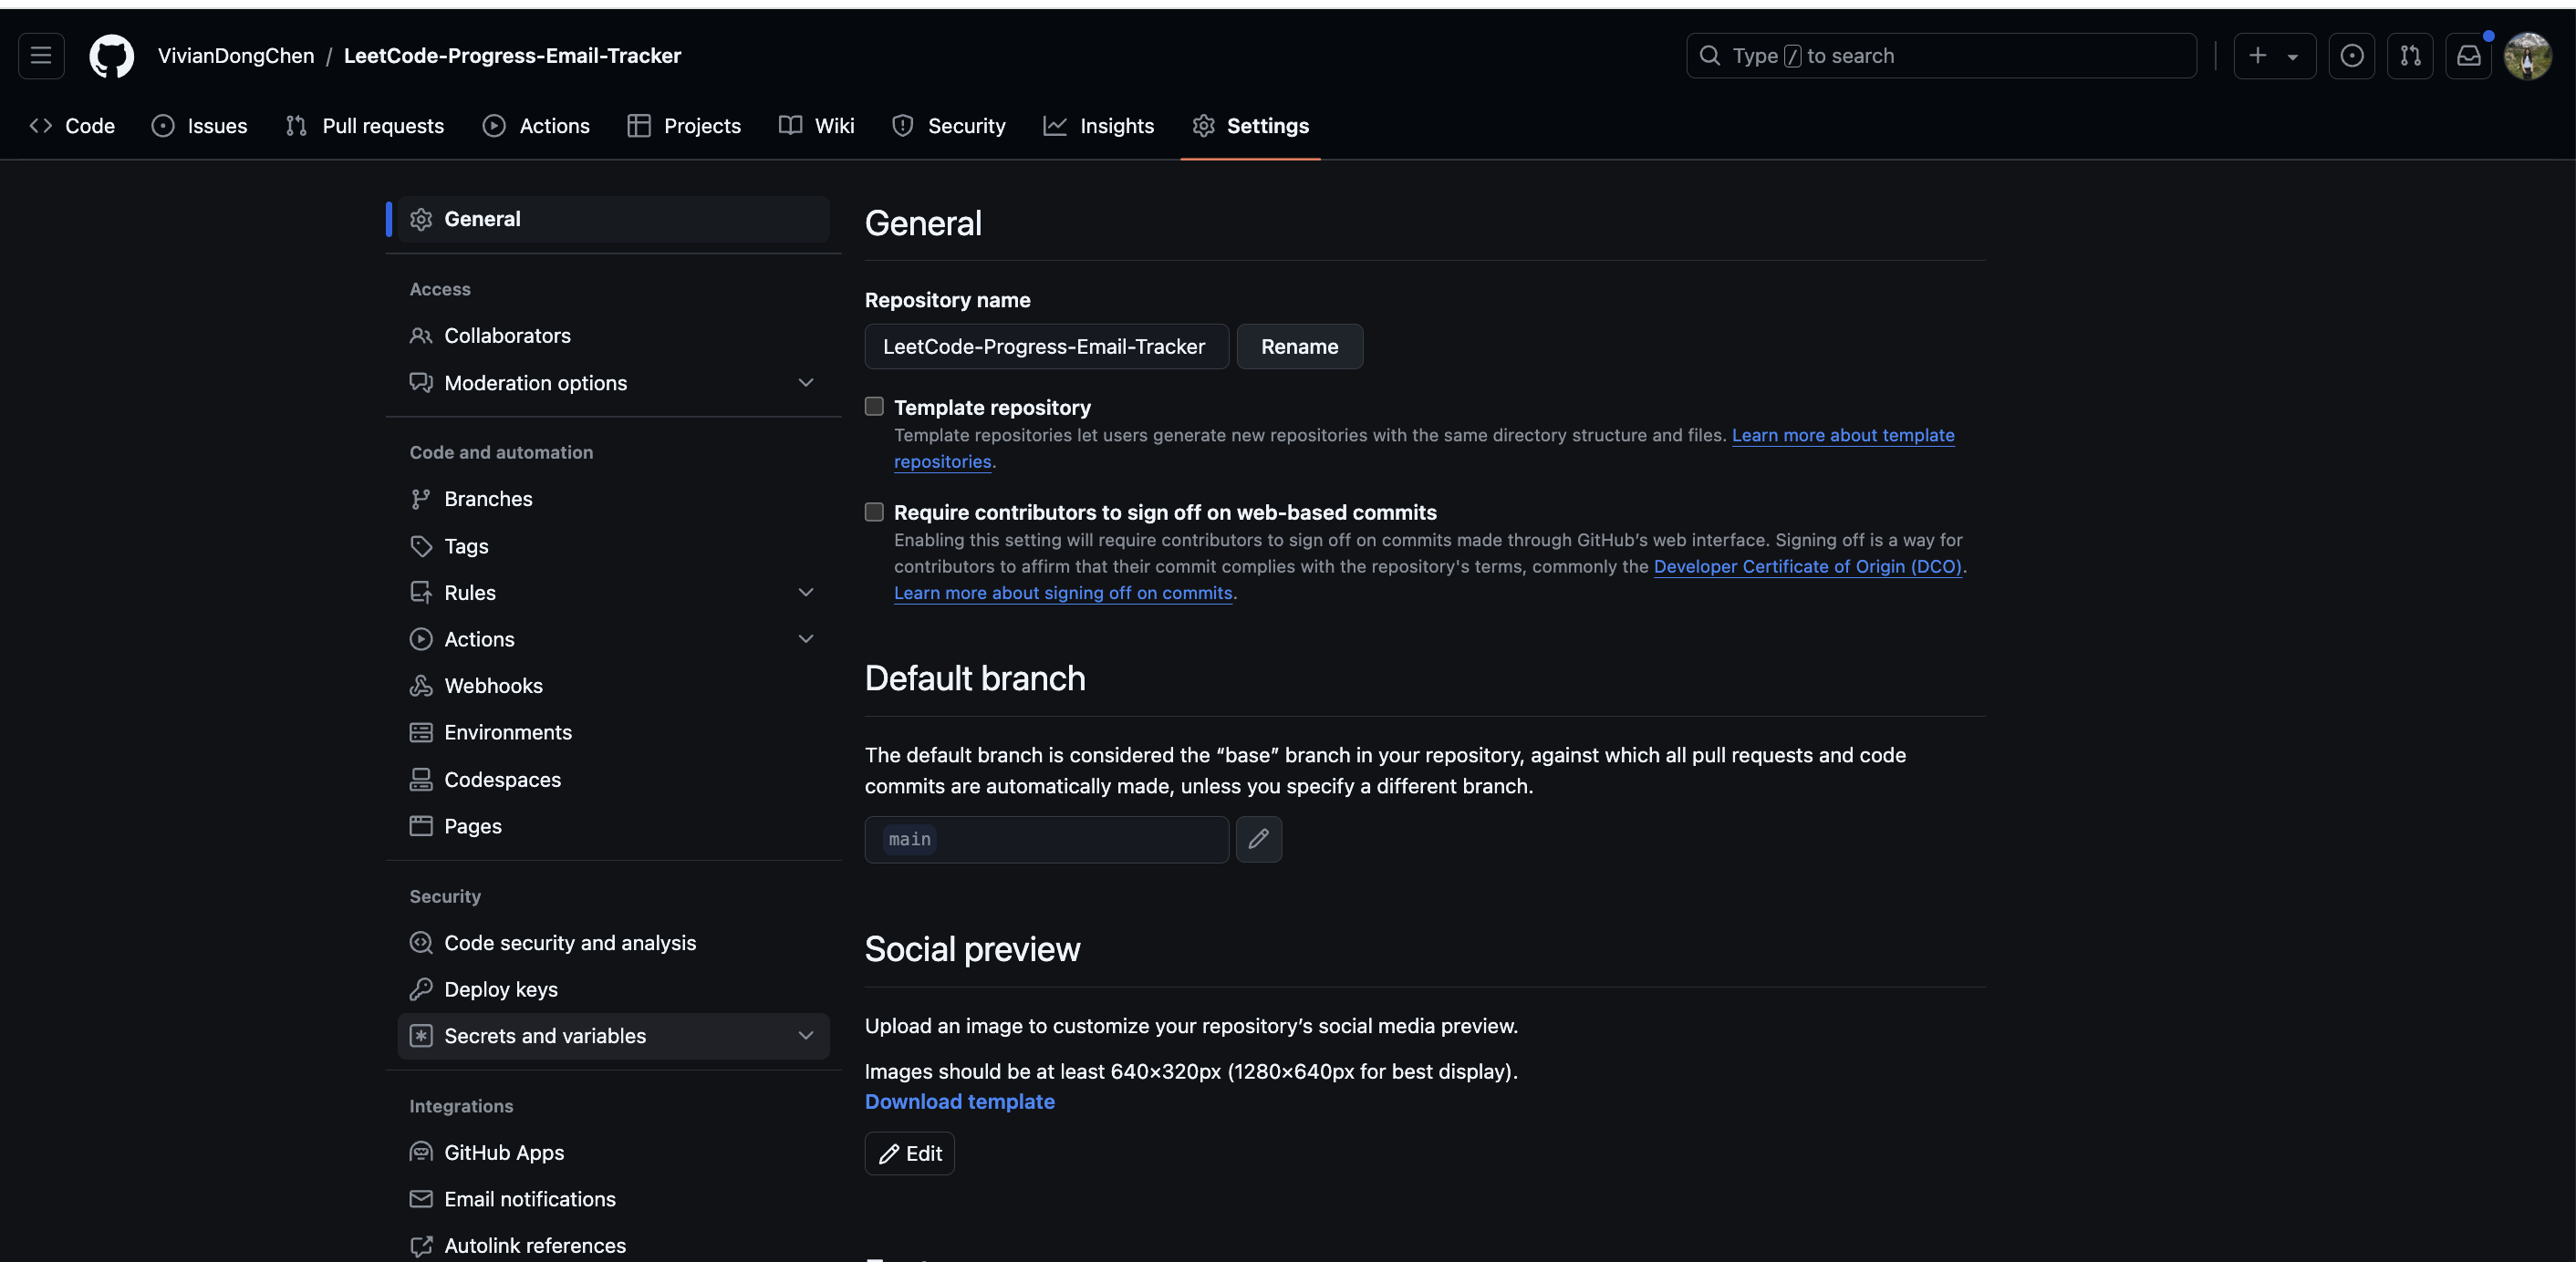 VivianDongChen / LeetCode-Progress-Email-Tracker
Type / to search
Code
Issues
Pull requests
Actions
Projects
Wiki
Security
Insights
Settings
General
Access
Collaborators
Moderation options
Code and automation
Branches
Tags
Rules
Actions
Webhooks
Environments
Codespaces
Pages
Security
Code security and analysis
Deploy keys
Secrets and variables
Integrations
GitHub Apps
Email notifications
Autolink references
General
Repository name
LeetCode-Progress-Email-Tracker
Rename
Template repository
Template repositories let users generate new repositories with the same directory structure and files. Learn more about template
repositories.
Require contributors to sign off on web-based commits
Enabling this setting will require contributors to sign off on commits made through GitHub’s web interface. Signing off is a way for
contributors to affirm that their commit complies with the repository's terms, commonly the Developer Certificate of Origin (DCO).
Learn more about signing off on commits.
Default branch
The default branch is considered the “base” branch in your repository, against which all pull requests and code
commits are automatically made, unless you specify a different branch.
main
Social preview
Upload an image to customize your repository’s social media preview.
Images should be at least 640×320px (1280×640px for best display).
Download template
Edit